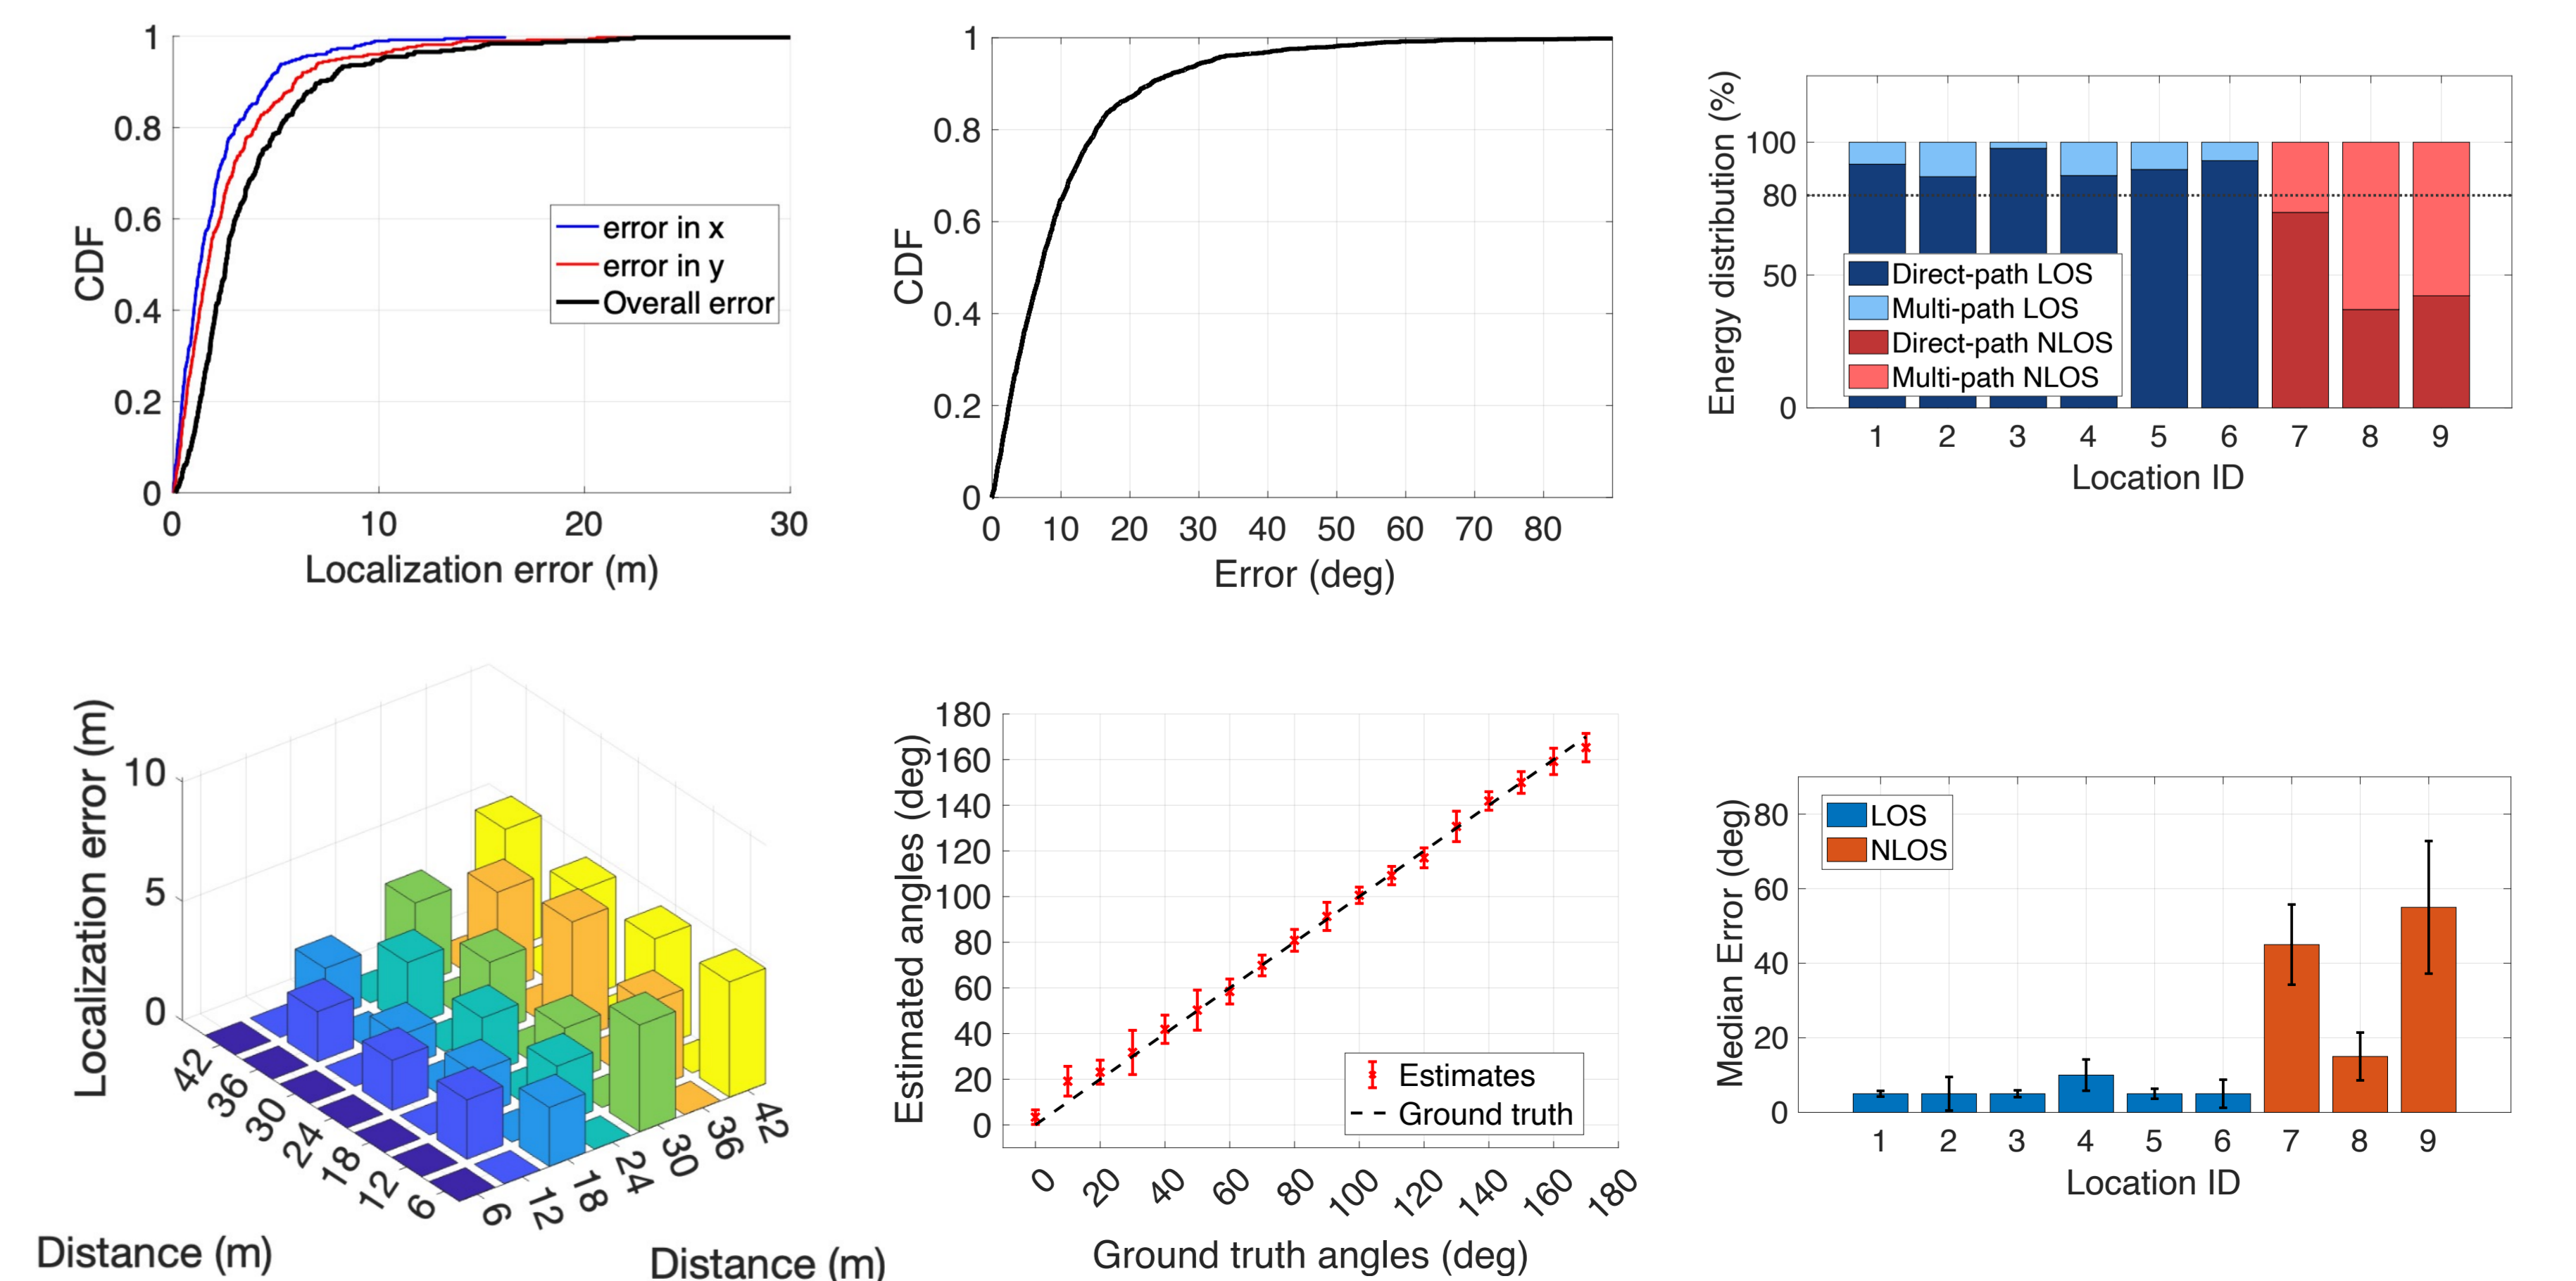 CDF
1
0.8
0.6
0.4
0.2
0
0 10 20 30
Localization error (m)
error in x
error in y
Overall error
CDF
1
0.8
0.6
0.4
0.2
0
0 10 20 30 40 50 60 70 80
Error (deg)
Energy distribution (%)
100
80
50
0
Direct-path LOS
Multi-path LOS
Direct-path NLOS
Multi-path NLOS
1 2 3 4 5 6 7 8 9
Location ID
Localization error (m)
10
5
0
42 36 30 24 18 12 6
6 12 18 24 30 36 42
Distance (m)
Distance (m)
Estimated angles (deg)
180
160
140
120
100
80
60
40
20
0
Estimates
Ground truth
0 20 40 60 80 100 120 140 160 180
Ground truth angles (deg)
Median Error (deg)
80
60
40
20
0
LOS
NLOS
1 2 3 4 5 6 7 8 9
Location ID